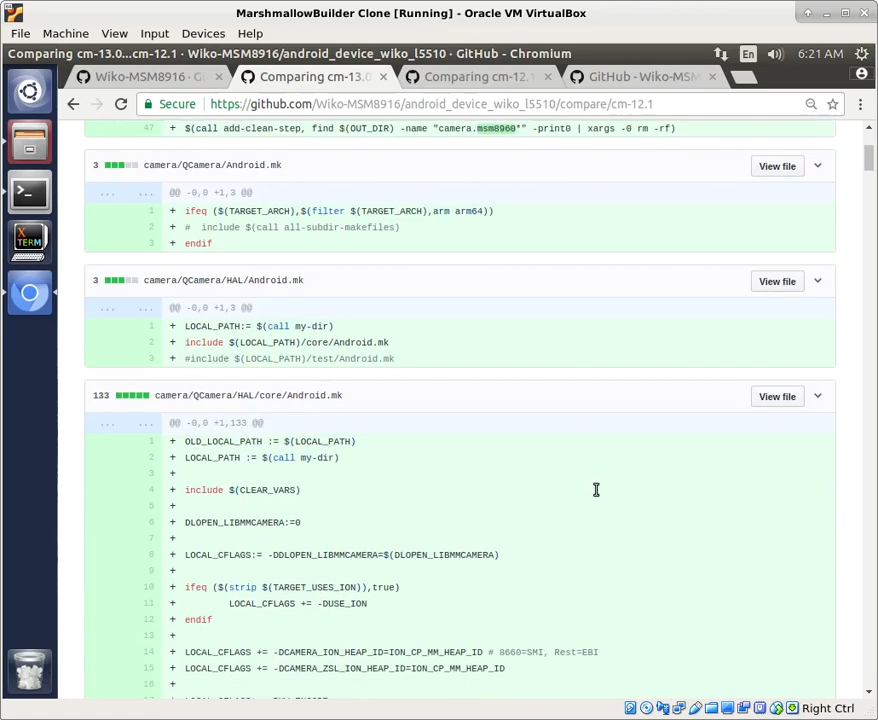 MarshmallowBuilder Clone [Running] - Oracle VM VirtualBox
File Machine View Input Devices Help
Comparing cm-13.0...cm-12.1 · Wiko-MSM8916/android_device_wiko_l5510 · GitHub - Chromium En 6:21 AM
Wiko-MSM8916 · G × Comparing cm-13.0 × Comparing cm-12.1 × GitHub - Wiko-MSM ×
Secure https://github.com/Wiko-MSM8916/android_device_wiko_l5510/compare/cm-12.1
47 + $(call add-clean-step, find $(OUT_DIR) -name "camera.msm8960*" -print0 | xargs -0 rm -rf)
3 camera/QCamera/Android.mk View file
... ... @@ -0,0 +1,3 @@
1 + ifeq ($(TARGET_ARCH),$(filter $(TARGET_ARCH),arm arm64))
2 + #  include $(call all-subdir-makefiles)
3 + endif
3 camera/QCamera/HAL/Android.mk View file
... ... @@ -0,0 +1,3 @@
1 + LOCAL_PATH:= $(call my-dir)
2 + include $(LOCAL_PATH)/core/Android.mk
3 + #include $(LOCAL_PATH)/test/Android.mk
133 camera/QCamera/HAL/core/Android.mk View file
... ... @@ -0,0 +1,133 @@
1 + OLD_LOCAL_PATH := $(LOCAL_PATH)
2 + LOCAL_PATH := $(call my-dir)
3 +
4 + include $(CLEAR_VARS)
5 +
6 + DLOPEN_LIBMMCAMERA:=0
7 +
8 + LOCAL_CFLAGS:= -DDLOPEN_LIBMMCAMERA=$(DLOPEN_LIBMMCAMERA)
9 +
10 + ifeq ($(strip $(TARGET_USES_ION)),true)
11 + LOCAL_CFLAGS += -DUSE_ION
12 + endif
13 +
14 + LOCAL_CFLAGS += -DCAMERA_ION_HEAP_ID=ION_CP_MM_HEAP_ID # 8660=SMI, Rest=EBI
15 + LOCAL_CFLAGS += -DCAMERA_ZSL_ION_HEAP_ID=ION_CP_MM_HEAP_ID
16 +
X TERM
Right Ctrl